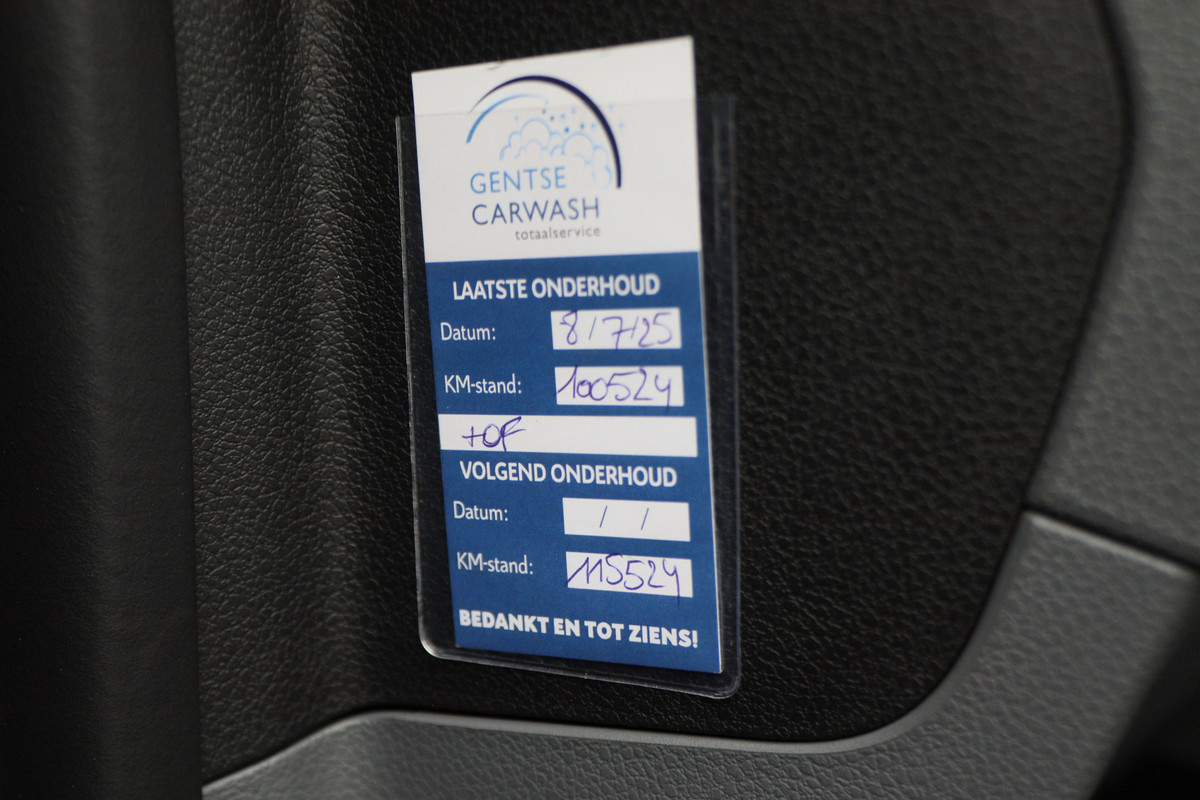 GENTSE
CARWASH
totaalservice
LAATSTE ONDERHOUD
Datum: 8/7/25
KM-stand: 100524
+OF
VOLGEND ONDERHOUD
Datum: / /
KM-stand: 115524
BEDANKT EN TOT ZIENS!